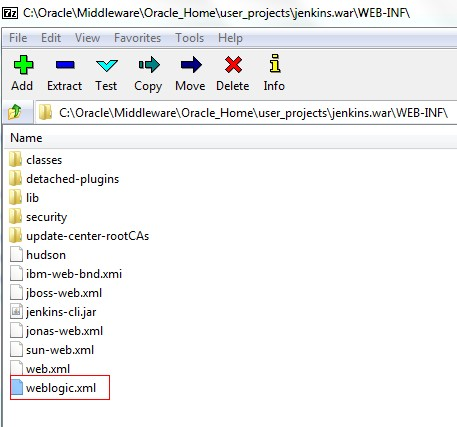 7z C:\Oracle\Middleware\Oracle_Home\user_projects\jenkins.war\WEB-INF\
File Edit View Favorites Tools Help
Add Extract Test Copy Move Delete Info
C:\Oracle\Middleware\Oracle_Home\user_projects\jenkins.war\WEB-INF\
Name
classes
detached-plugins
lib
security
update-center-rootCAs
hudson
ibm-web-bnd.xmi
jboss-web.xml
jenkins-cli.jar
jonas-web.xml
sun-web.xml
web.xml
weblogic.xml